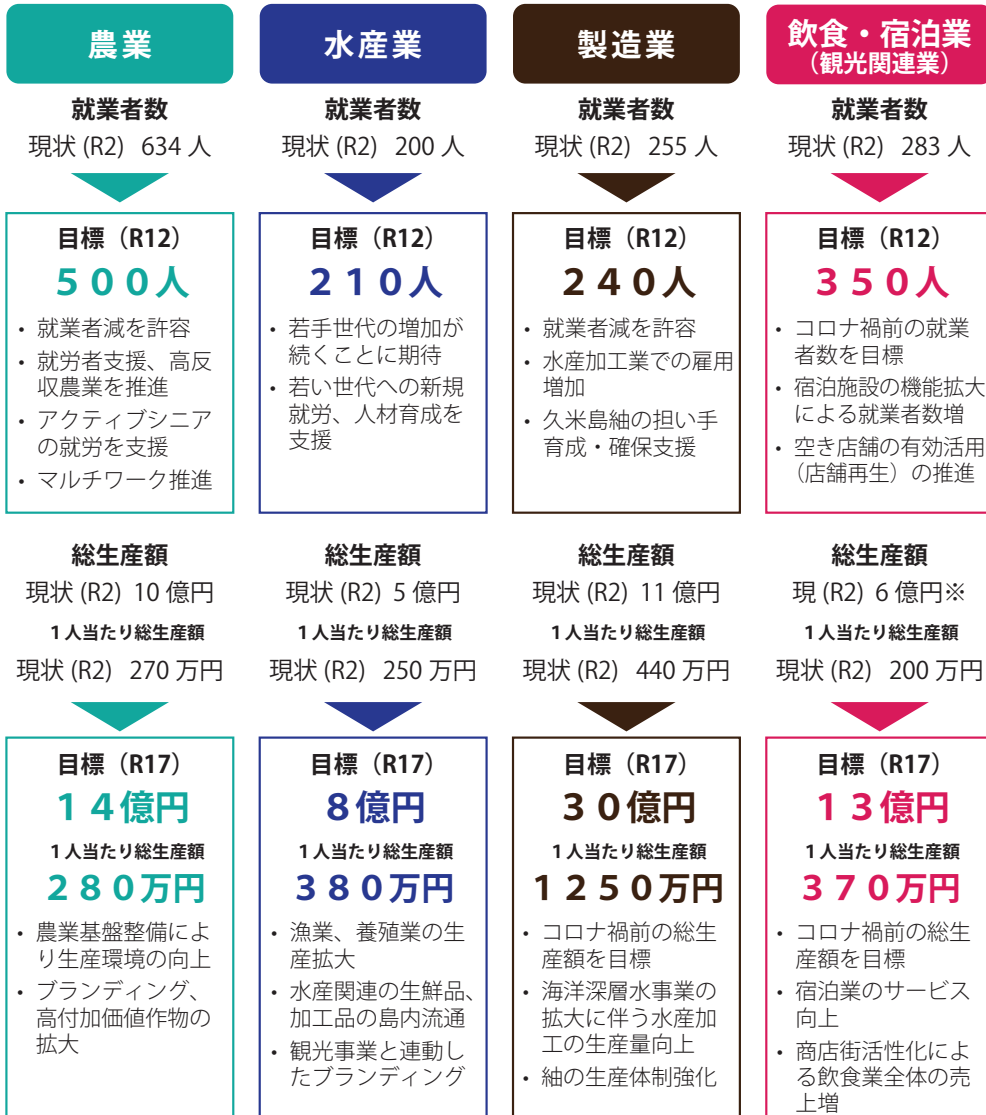 農業
就業者数
現状 (R2) 634 人
目標（R12）
５００人
・ 就業者減を許容
・ 就労者支援、高反
収農業を推進
・ アクティブシニア
の就労を支援
・ マルチワーク推進
総生産額
現状 (R2) 10 億円
1人当たり総生産額
現状 (R2) 270 万円
目標（R17）
１４億円
1人当たり総生産額
２８０万円
・ 農業基盤整備によ
り生産環境の向上
・ ブランディング、
高付加価値作物の
拡大
水産業
就業者数
現状 (R2) 200 人
目標（R12）
２１０人
・ 若手世代の増加が
続くことに期待
・ 若い世代への新規
就労、人材育成を
支援
総生産額
現状 (R2) 5 億円
1人当たり総生産額
現状 (R2) 250 万円
目標（R17）
８億円
1人当たり総生産額
３８０万円
・ 漁業、養殖業の生
産拡大
・ 水産関連の生鮮品、
加工品の島内流通
・ 観光事業と連動し
たブランディング
製造業
就業者数
現状 (R2) 255 人
目標（R12）
２４０人
・ 就業者減を許容
・ 水産加工業での雇用
増加
・ 久米島紬の担い手
育成・確保支援
総生産額
現状 (R2) 11 億円
1人当たり総生産額
現状 (R2) 440 万円
目標（R17）
３０億円
1人当たり総生産額
１２５０万円
・ コロナ禍前の総生
産額を目標
・ 海洋深層水事業の
拡大に伴う水産加
工の生産量向上
・ 紬の生産体制強化
飲食・宿泊業
（観光関連業）
就業者数
現状 (R2) 283 人
目標（R12）
３５０人
・ コロナ禍前の就業
者数を目標
・ 宿泊施設の機能拡大
による就業者数増
・ 空き店舗の有効活用
（店舗再生）の推進
総生産額
現 (R2) 6 億円※
1人当たり総生産額
現状 (R2) 200 万円
目標（R17）
１３億円
1人当たり総生産額
３７０万円
・ コロナ禍前の総生
産額を目標
・ 宿泊業のサービス
向上
・ 商店街活性化によ
る飲食業全体の売
上増